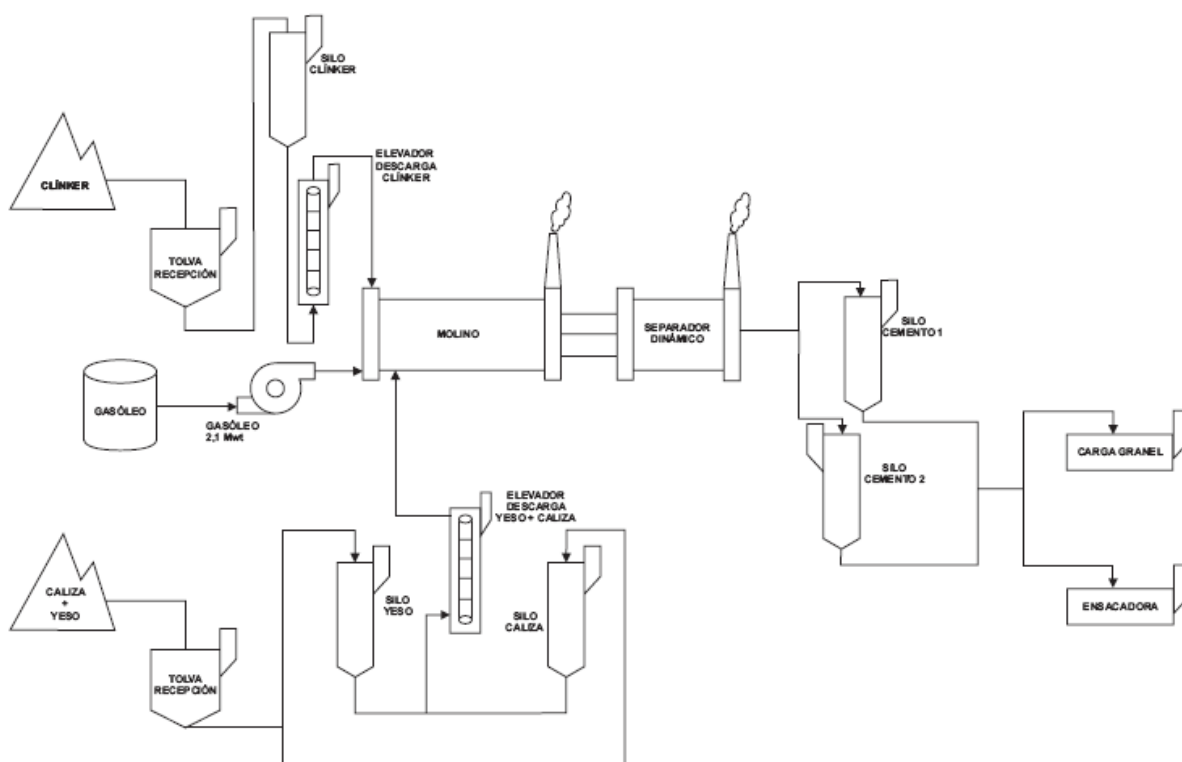 SILO
CLÍNKER
ELEVADOR
DESCARGA
CLÍNKER
CLÍNKER
TOLVA
RECEPCIÓN
MOLINO
SEPARADOR
DINÁMICO
SILO
CEMENTO 1
GASÓLEO
GASÓLEO
2,1 Mwt
CARGA GRANEL
SILO
CEMENTO 2
ELEVADOR
DESCARGA
YESO + CALIZA
CALIZA
+
YESO
SILO
YESO
SILO
CALIZA
ENSACADORA
TOLVA
RECEPCIÓN